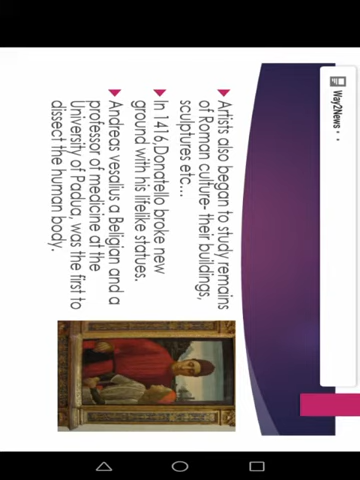 Way2News • •
Artists also began to study remains
of Roman culture- their buildings,
sculptures etc...
In 1416,Donatello broke new
ground with his lifelike statues.
Andreas vesalius a Beligian and a
professor of medicine at the
University of Padua, was the first to
dissect the human body.